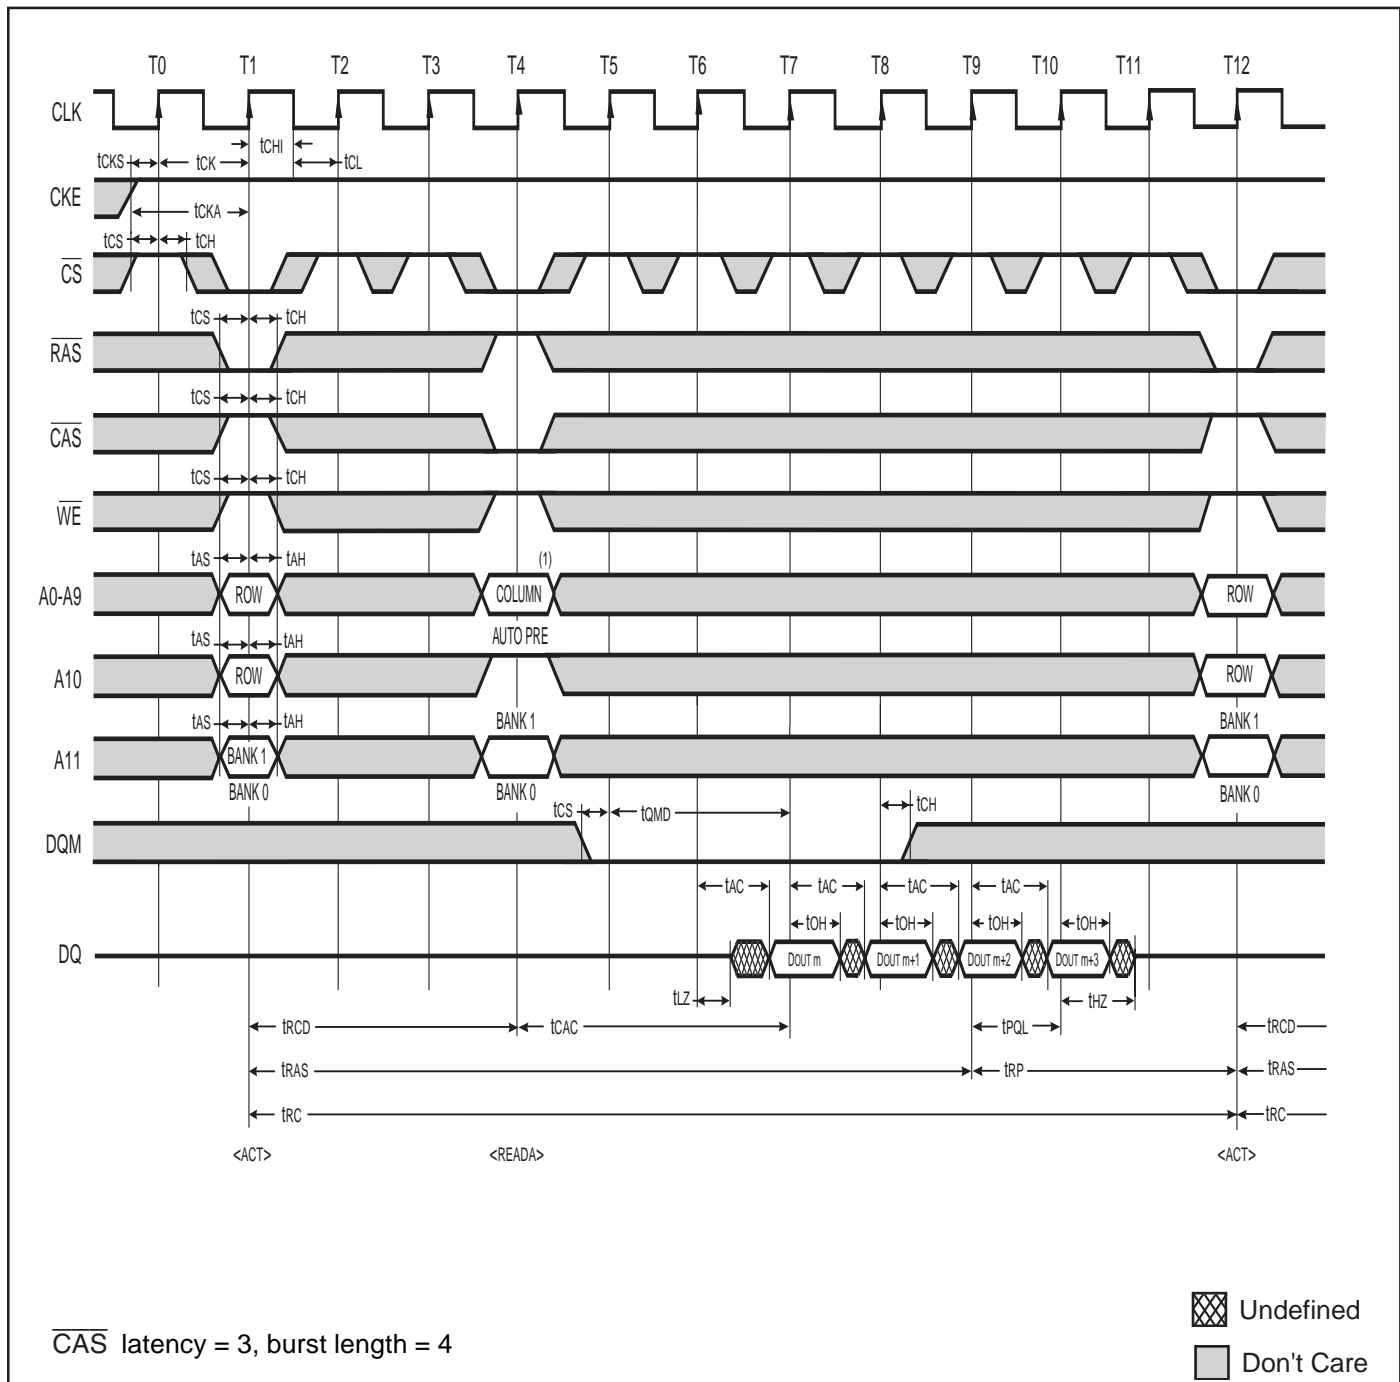 T0 T1 T2 T3 T4 T5 T6 T7 T8 T9 T10 T11 T12
CLK
tCHI
tCKS tCK tCL
CKE
tCKA
tCS tCH
CS
tCS tCH
RAS
tCS tCH
CAS
tCS tCH
WE
tAS tAH (1)
A0-A9 ROW COLUMN ROW
tAS tAH AUTO PRE
A10 ROW ROW
tAS tAH BANK 1 BANK 1
A11 BANK 1
BANK 0 BANK 0 BANK 0
tCS tQMD tCH
DQM
tAC tAC tAC tAC
tOH tOH tOH tOH
DQ DOUT m DOUT m+1 DOUT m+2 DOUT m+3
tLZ tHZ
tRCD tCAC tPQL tRCD
tRAS tRP tRAS
tRC tRC
<ACT> <READA> <ACT>
Undefined
CAS latency = 3, burst length = 4
Don't Care